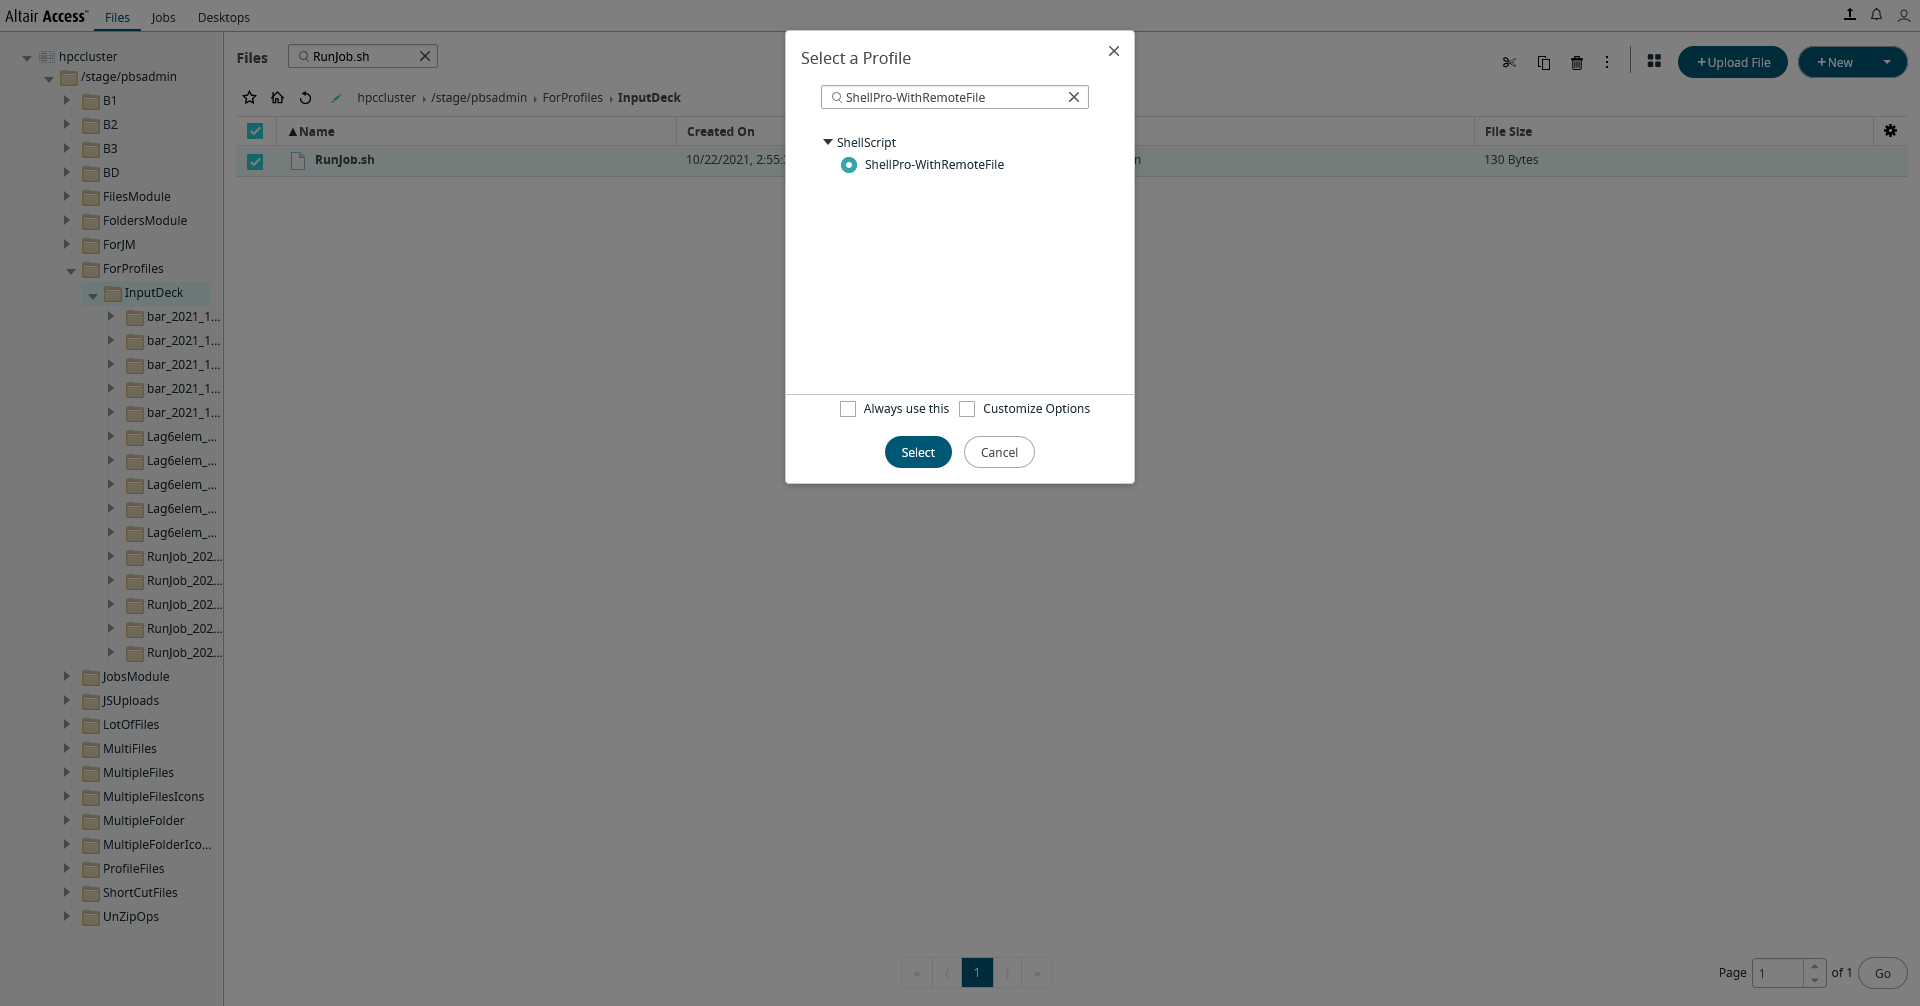 Altair Access™ Files Jobs Desktops
hpccluster
/stage/pbsadmin
B1
B2
B3
BD
FilesModule
FoldersModule
ForJM
ForProfiles
InputDeck
bar_2021_1...
bar_2021_1...
bar_2021_1...
bar_2021_1...
bar_2021_1...
Lag6elem_...
Lag6elem_...
Lag6elem_...
Lag6elem_...
Lag6elem_...
RunJob_202...
RunJob_202...
RunJob_202...
RunJob_202...
RunJob_202...
JobsModule
JSUploads
LotOfFiles
MultiFiles
MultipleFiles
MultipleFilesIcons
MultipleFolder
MultipleFolderIco...
ProfileFiles
ShortCutFiles
UnZipOps
Files RunJob.sh
+Upload File +New
hpccluster › /stage/pbsadmin › ForProfiles › InputDeck
▲Name Created On File Size
RunJob.sh 10/22/2021, 2:55: n 130 Bytes
Select a Profile
ShellPro-WithRemoteFile
ShellScript
ShellPro-WithRemoteFile
Always use this Customize Options
Select Cancel
« ⟨ 1 ⟩ »
Page 1 of 1 Go